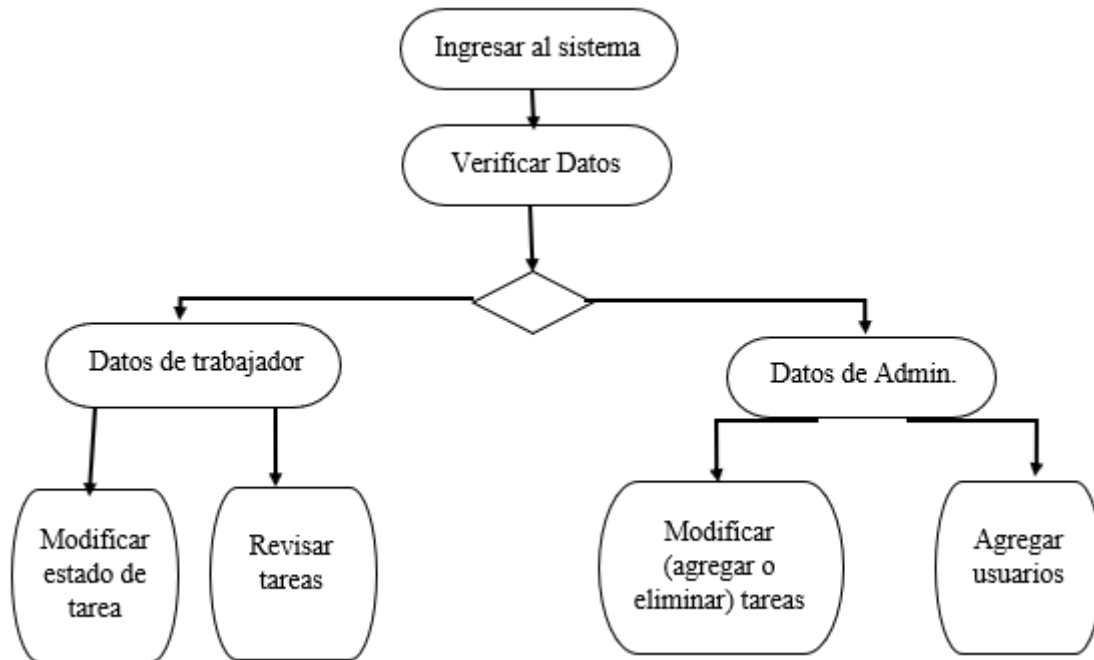 Ingresar al sistema
Verificar Datos
Datos de trabajador
Datos de Admin.
Modificar
estado de
tarea
Revisar
tareas
Modificar
(agregar o
eliminar) tareas
Agregar
usuarios